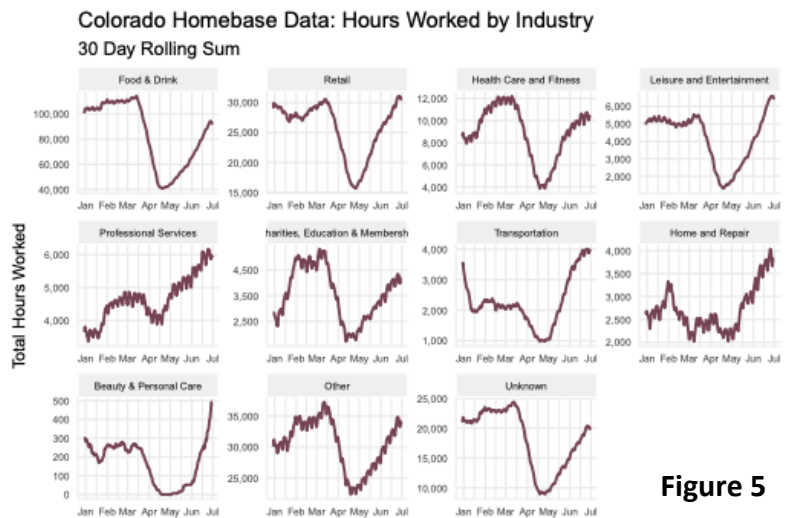 Colorado Homebase Data: Hours Worked by Industry
30 Day Rolling Sum
Total Hours Worked
Food & Drink
100,000
80,000
60,000
40,000
Jan Feb Mar Apr May Jun Jul
Retail
30,000
25,000
20,000
15,000
Jan Feb Mar Apr May Jun Jul
Health Care and Fitness
12,000
10,000
8,000
6,000
4,000
Jan Feb Mar Apr May Jun Jul
Leisure and Entertainment
6,000
5,000
4,000
3,000
2,000
Jan Feb Mar Apr May Jun Jul
Professional Services
6,000
5,000
4,000
Jan Feb Mar Apr May Jun Jul
harities, Education & Membersh
4,500
3,500
2,500
Jan Feb Mar Apr May Jun Jul
Transportation
4,000
3,000
2,000
1,000
Jan Feb Mar Apr May Jun Jul
Home and Repair
4,000
3,500
3,000
2,500
2,000
Jan Feb Mar Apr May Jun Jul
Beauty & Personal Care
500
400
300
200
100
0
Jan Feb Mar Apr May Jun Jul
Other
35,000
30,000
25,000
Jan Feb Mar Apr May Jun Jul
Unknown
25,000
20,000
15,000
10,000
Jan Feb Mar Apr May Jun Jul
Figure 5